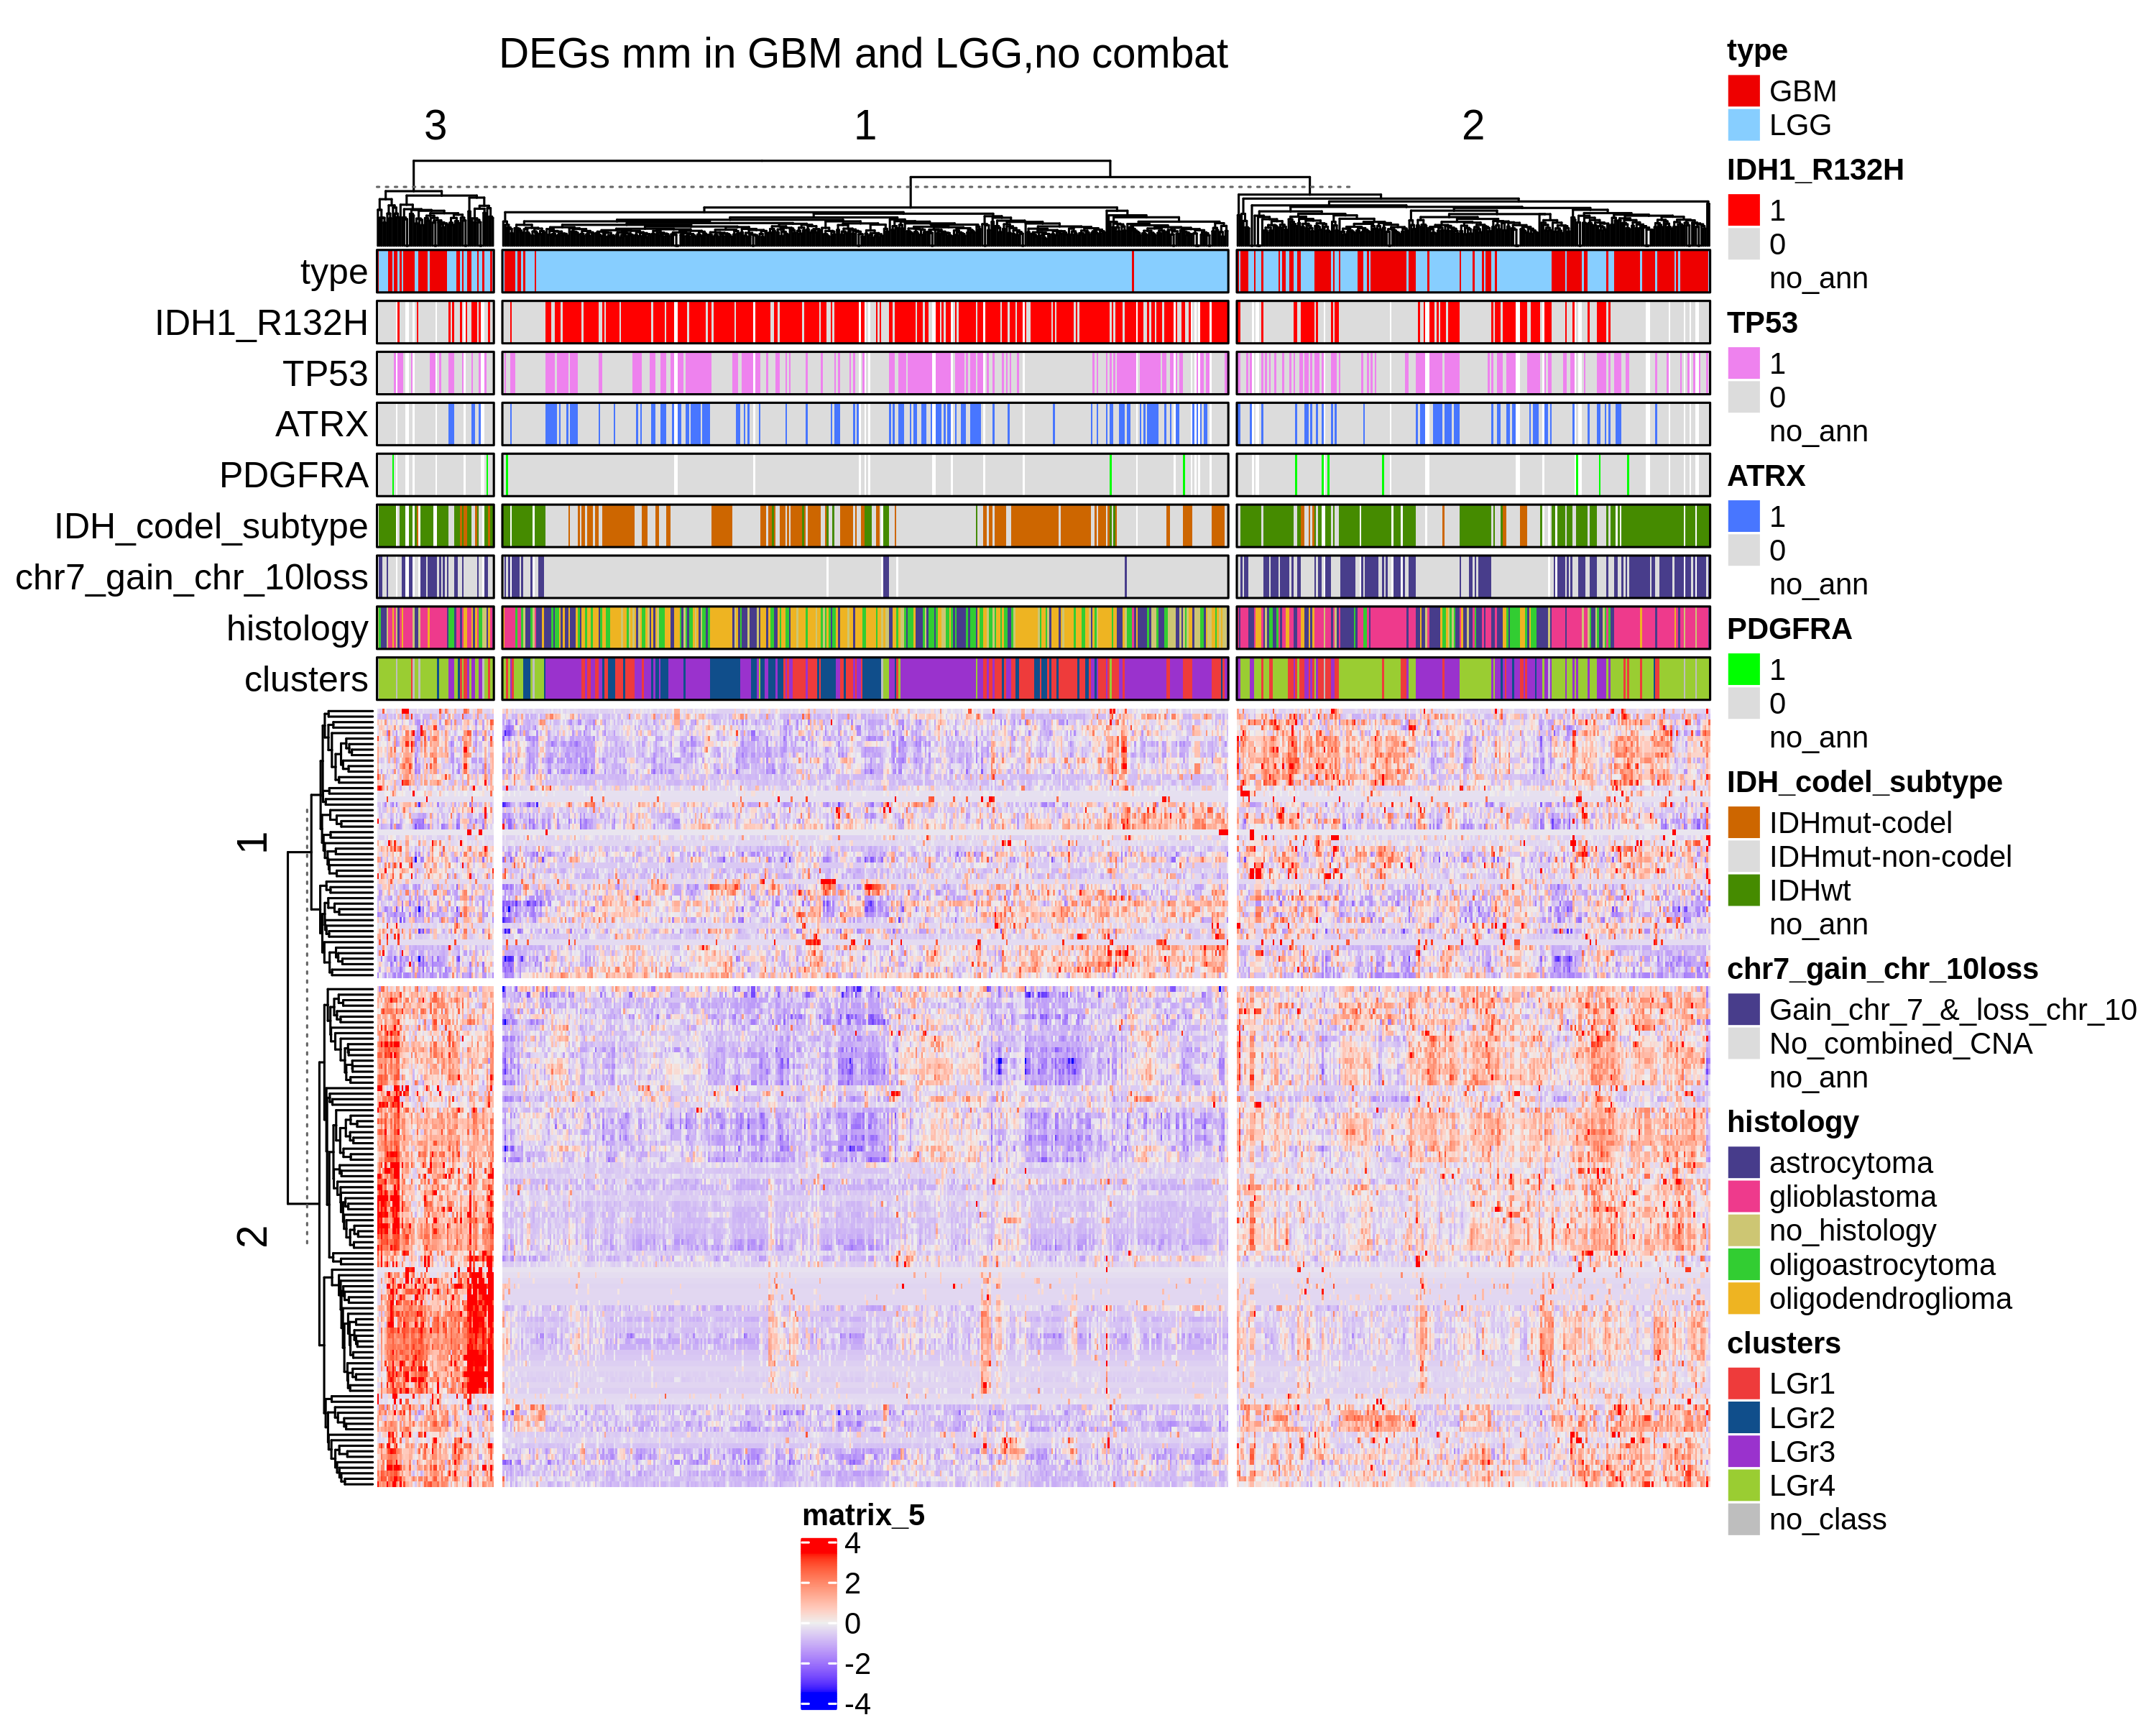 DEGs mm in GBM and LGG,no combat
3
1
2
type
IDH1_R132H
TP53
ATRX
PDGFRA
IDH_codel_subtype
chr7_gain_chr_10loss
histology
clusters
1
2
matrix_5
4
2
0
-2
-4
type
GBM
LGG
IDH1_R132H
1
0
no_ann
TP53
1
0
no_ann
ATRX
1
0
no_ann
PDGFRA
1
0
no_ann
IDH_codel_subtype
IDHmut-codel
IDHmut-non-codel
IDHwt
no_ann
chr7_gain_chr_10loss
Gain_chr_7_&_loss_chr_10
No_combined_CNA
no_ann
histology
astrocytoma
glioblastoma
no_histology
oligoastrocytoma
oligodendroglioma
clusters
LGr1
LGr2
LGr3
LGr4
no_class